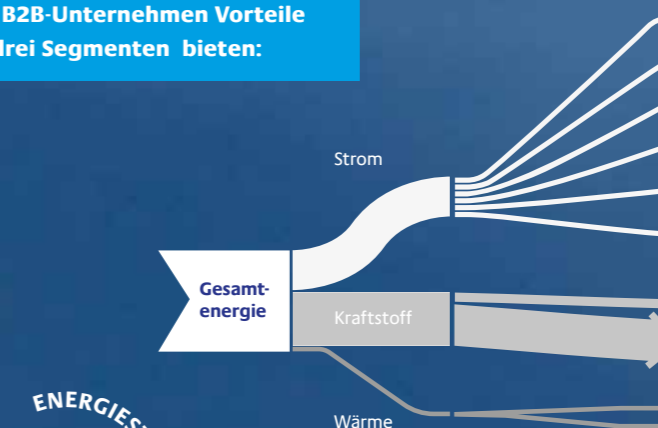 B2B-Unternehmen Vorteile
drei Segmenten bieten:
Strom
Gesamt-
energie
Kraftstoff
Wärme